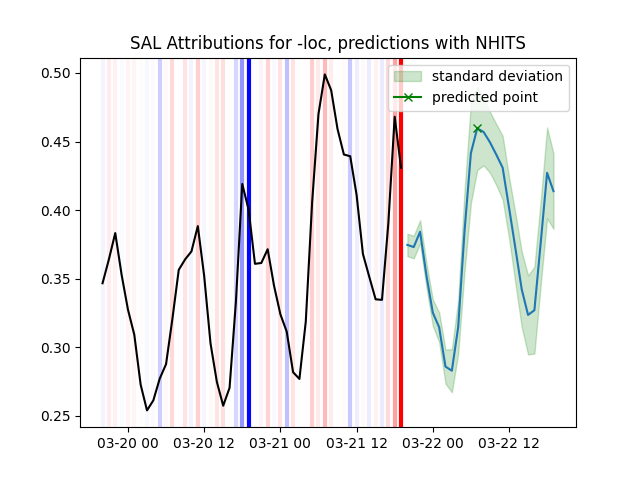 SAL Attributions for -loc, predictions with NHITS
standard deviation
predicted point
0.50
0.45
0.40
0.35
0.30
0.25
03-20 00 03-20 12 03-21 00 03-21 12 03-22 00 03-22 12